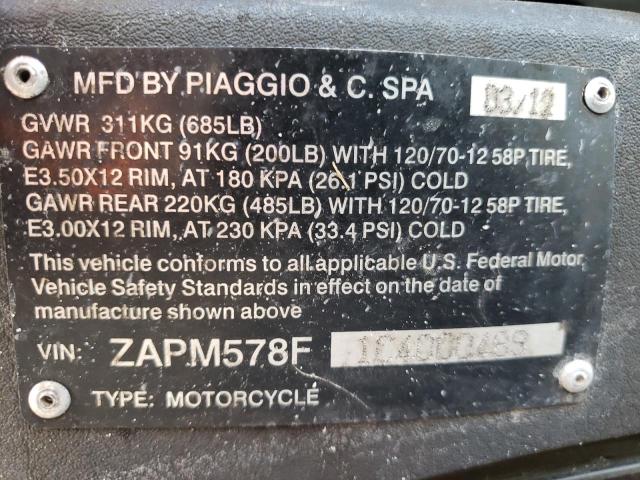 MFD BY PIAGGIO & C. SPA 03/12
GVWR 311KG (685LB)
GAWR FRONT 91KG (200LB) WITH 120/70-12 58P TIRE,
E3.50X12 RIM, AT 180 KPA (26.1 PSI) COLD
GAWR REAR 220KG (485LB) WITH 120/70-12 58P TIRE,
E3.00X12 RIM, AT 230 KPA (33.4 PSI) COLD
This vehicle conforms to all applicable U.S. Federal Motor
Vehicle Safety Standards in effect on the date of
manufacture shown above
VIN: ZAPM578F 1C4000489
TYPE: MOTORCYCLE